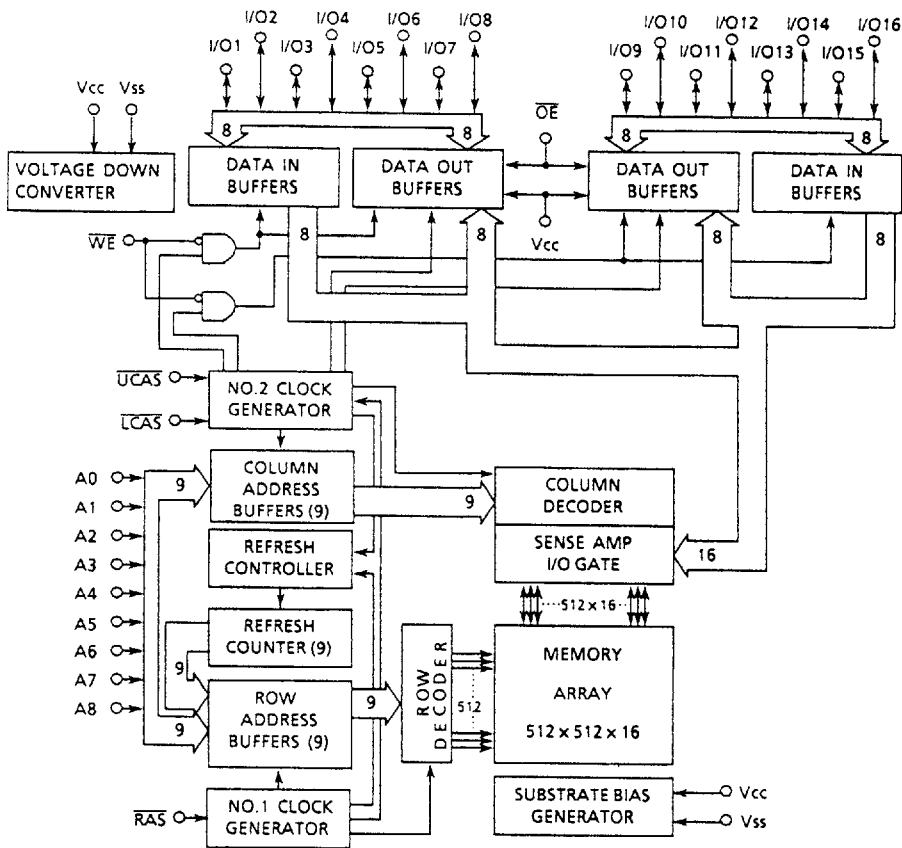 I/O1
I/O2
I/O3
I/O4
I/O5
I/O6
I/O7
I/O8
I/O9
I/O10
I/O11
I/O12
I/O13
I/O14
I/O15
I/O16
Vcc
Vss
8
8
OE
8
8
VOLTAGE DOWN
CONVERTER
DATA IN
BUFFERS
DATA OUT
BUFFERS
DATA OUT
BUFFERS
DATA IN
BUFFERS
WE
8
8
Vcc
8
8
UCAS
LCAS
NO.2 CLOCK
GENERATOR
A0
A1
A2
A3
A4
A5
A6
A7
A8
9
COLUMN
ADDRESS
BUFFERS (9)
9
COLUMN
DECODER
REFRESH
CONTROLLER
SENSE AMP
I/O GATE
16
512 x 16
REFRESH
COUNTER (9)
9
9
ROW
ADDRESS
BUFFERS (9)
9
ROW
DECODER
512
MEMORY
ARRAY
512 x 512 x 16
RAS
NO.1 CLOCK
GENERATOR
SUBSTRATE BIAS
GENERATOR
Vcc
Vss